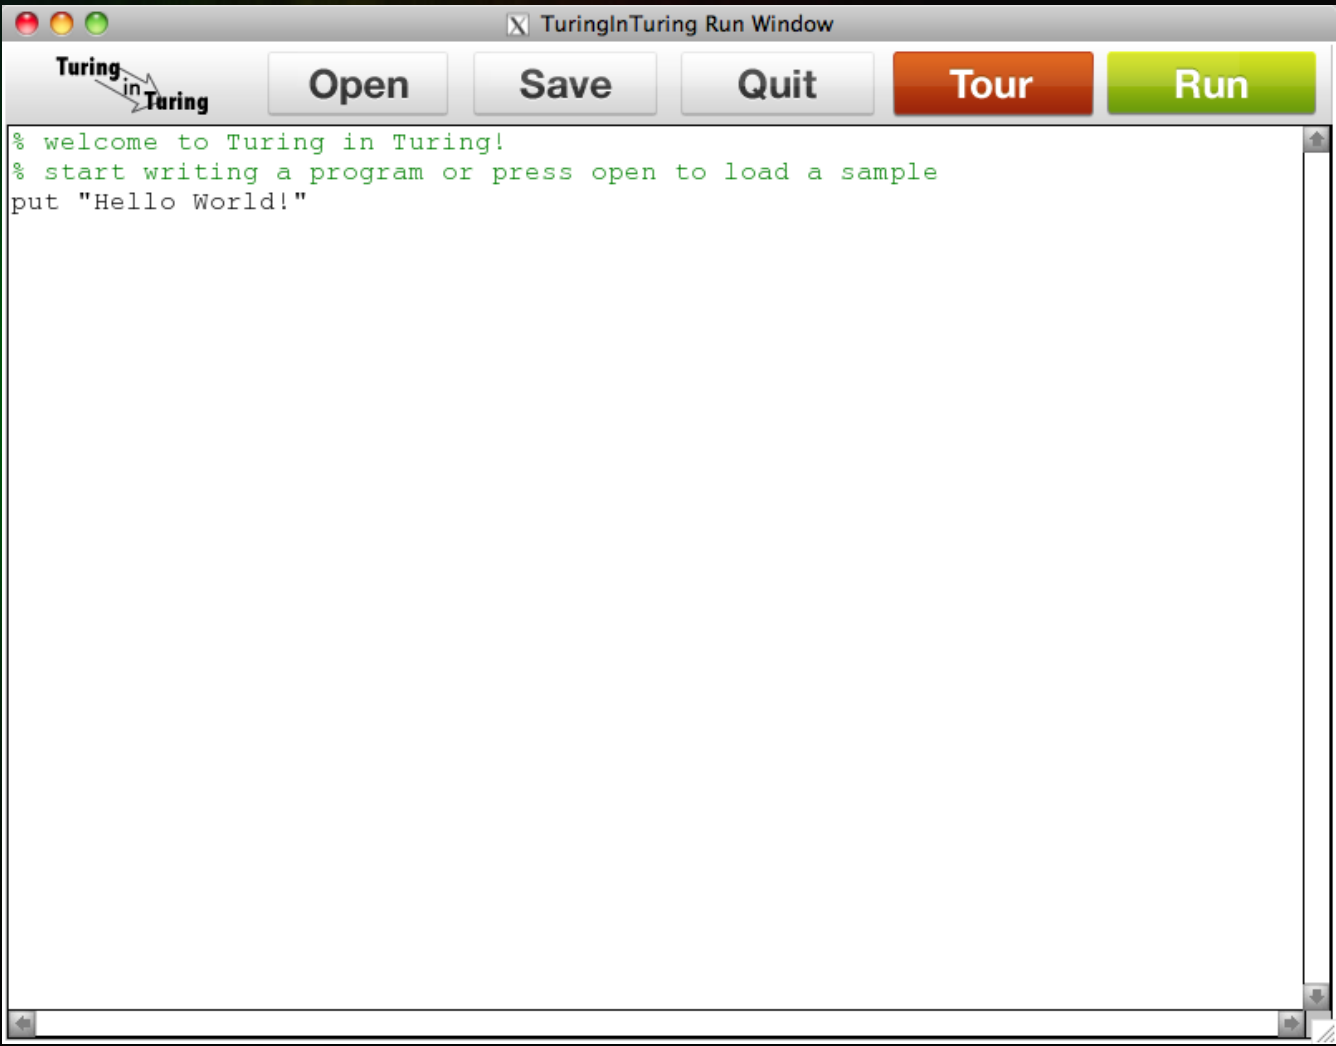 TuringInTuring Run Window
Turing in Turing
Open Save Quit Tour Run
% welcome to Turing in Turing!
% start writing a program or press open to load a sample
put "Hello World!"